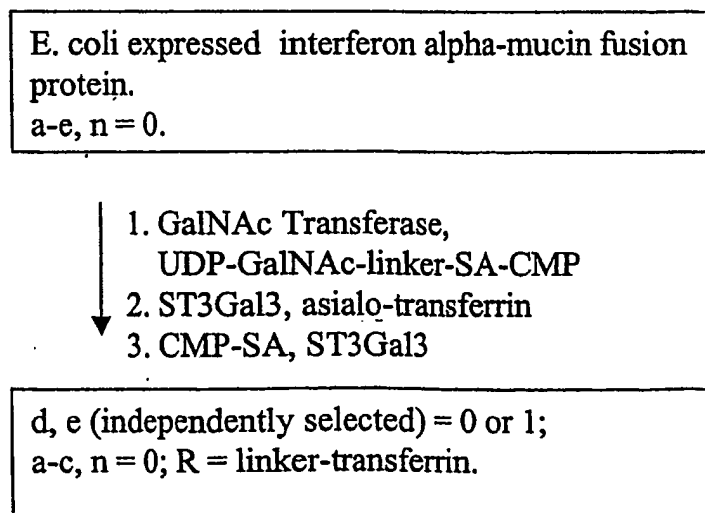 E. coli expressed interferon alpha-mucin fusion
protein.
a-e, n = 0.
1. GalNAc Transferase,
UDP-GalNAc-linker-SA-CMP
2. ST3Gal3, asialo-transferrin
3. CMP-SA, ST3Gal3
d, e (independently selected) = 0 or 1;
a-c, n = 0; R = linker-transferrin.